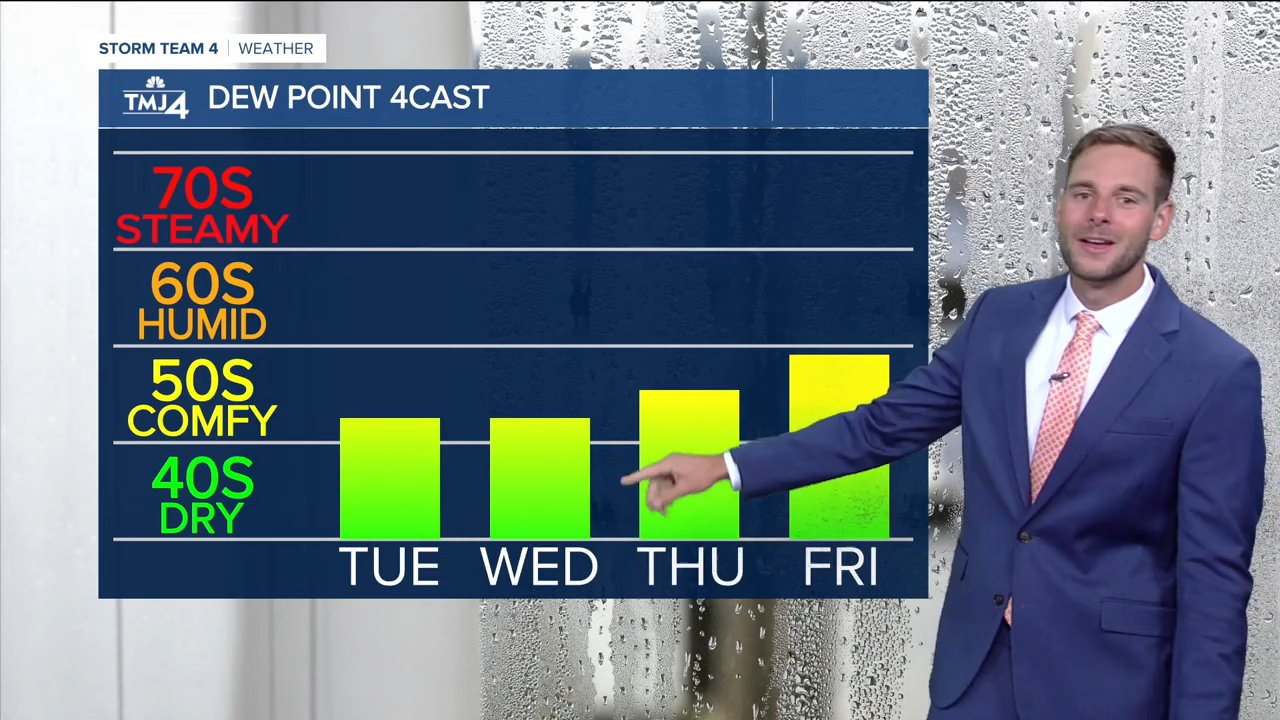 STORM TEAM 4 | WEATHER
TMJ4 DEW POINT 4CAST
70S
STEAMY
60S
HUMID
50S
COMFY
40S
DRY
TUE WED THU FRI